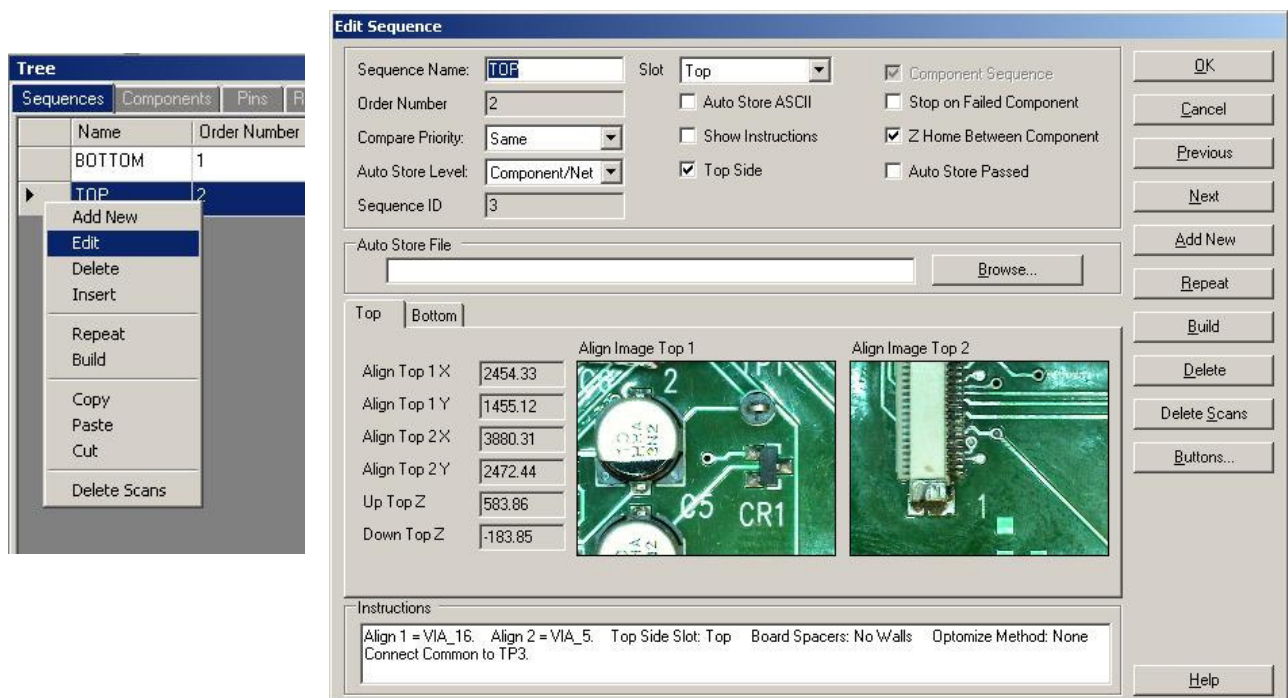 Tree
Sequences Components Pins R
Name Order Number
BOTTOM 1
TOP 2
Add New
Edit
Delete
Insert
Repeat
Build
Copy
Paste
Cut
Delete Scans
Edit Sequence
Sequence Name: TOP Slot Top Component Sequence
Order Number 2 Auto Store ASCII Stop on Failed Component
Compare Priority: Same Show Instructions Z Home Between Component
Auto Store Level: Component/Net Top Side Auto Store Passed
Sequence ID 3
Auto Store File
Browse...
Top Bottom
Align Image Top 1 Align Image Top 2
Align Top 1 X 2454.33
Align Top 1 Y 1455.12
Align Top 2 X 3880.31
Align Top 2 Y 2472.44
Up Top Z 583.86
Down Top Z -183.85
2
C5 CR1
1
Instructions
Align 1 = VIA_16. Align 2 = VIA_5. Top Side Slot: Top Board Spacers: No Walls Optomize Method: None
Connect Common to TP3.
OK
Cancel
Previous
Next
Add New
Repeat
Build
Delete
Delete Scans
Buttons...
Help